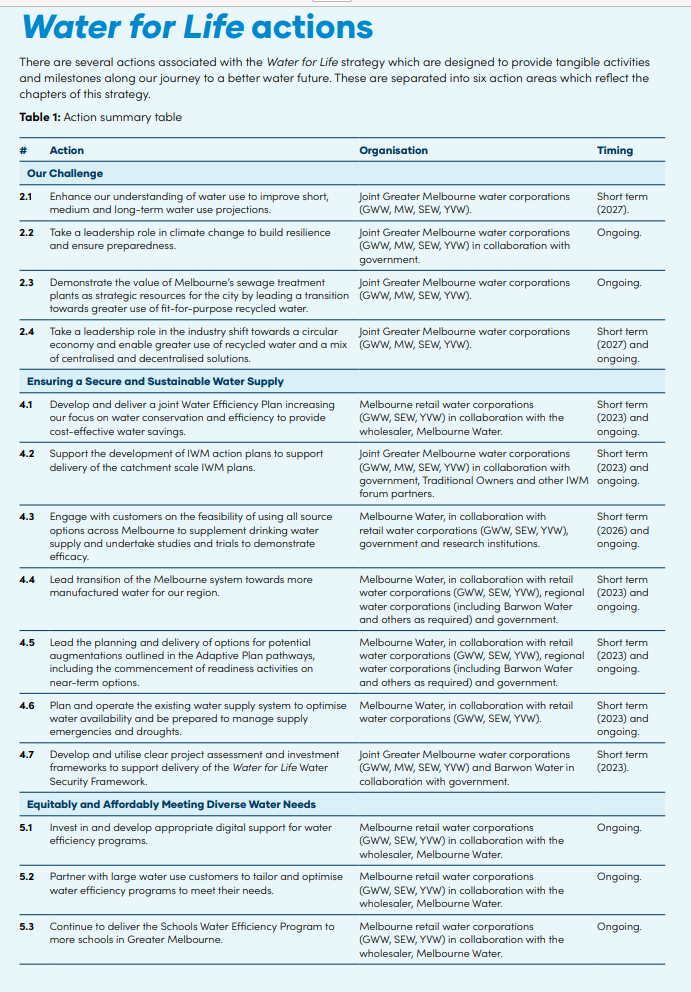 Water for Life actions
There are several actions associated with the Water for Life strategy which are designed to provide tangible activities
and milestones along our journey to a better water future. These are separated into six action areas which reflect the
chapters of this strategy.
Table 1: Action summary table
# Action Organisation Timing
Our Challenge
2.1 Enhance our understanding of water use to improve short, Joint Greater Melbourne water corporations Short term
medium and long-term water use projections. (GWW, MW, SEW, YVW). (2027).
2.2 Take a leadership role in climate change to build resilience Joint Greater Melbourne water corporations Ongoing.
and ensure preparedness. (GWW, MW, SEW, YVW) in collaboration with
government.
2.3 Demonstrate the value of Melbourne's sewage treatment Joint Greater Melbourne water corporations Ongoing.
plants as strategic resources for the city by leading a transition (GWW, MW, SEW, YVW).
towards greater use of fit-for-purpose recycled water.
2.4 Take a leadership role in the industry shift towards a circular Joint Greater Melbourne water corporations Short term
economy and enable greater use of recycled water and a mix (GWW, MW, SEW, YVW). (2027) and
of centralised and decentralised solutions. ongoing.
Ensuring a Secure and Sustainable Water Supply
4.1 Develop and deliver a joint Water Efficiency Plan increasing Melbourne retail water corporations Short term
our focus on water conservation and efficiency to provide (GWW, SEW, YVW) in collaboration with the (2023) and
cost-effective water savings. wholesaler, Melbourne Water. ongoing.
4.2 Support the development of IWM action plans to support Joint Greater Melbourne water corporations Short term
delivery of the catchment scale IWM plans. (GWW, MW, SEW, YVW) in collaboration with (2023) and
government, Traditional Owners and other IWM ongoing.
forum partners.
4.3 Engage with customers on the feasibility of using all source Melbourne Water, in collaboration with Short term
options across Melbourne to supplement drinking water retail water corporations (GWW, SEW, YVW), (2026) and
supply and undertake studies and trials to demonstrate government and research institutions. ongoing.
efficacy.
4.4 Lead transition of the Melbourne system towards more Melbourne Water, in collaboration with retail Short term
manufactured water for our region. water corporations (GWW, SEW, YVW), regional (2023) and
water corporations (including Barwon Water ongoing.
and others as required) and government.
4.5 Lead the planning and delivery of options for potential Melbourne Water, in collaboration with retail Short term
augmentations outlined in the Adaptive Plan pathways, water corporations (GWW, SEW, YVW), regional (2023) and
including the commencement of readiness activities on water corporations (including Barwon Water ongoing.
near-term options. and others as required) and government.
4.6 Plan and operate the existing water supply system to optimise Melbourne Water, in collaboration with retail Short term
water availability and be prepared to manage supply water corporations (GWW, SEW, YVW). (2023) and
emergencies and droughts. ongoing.
4.7 Develop and utilise clear project assessment and investment Joint Greater Melbourne water corporations Short term
frameworks to support delivery of the Water for Life Water (GWW, MW, SEW, YVW) and Barwon Water in (2023).
Security Framework. collaboration with government.
Equitably and Affordably Meeting Diverse Water Needs
5.1 Invest in and develop appropriate digital support for water Melbourne retail water corporations Ongoing.
efficiency programs. (GWW, SEW, YVW) in collaboration with the
wholesaler, Melbourne Water.
5.2 Partner with large water use customers to tailor and optimise Melbourne retail water corporations Ongoing.
water efficiency programs to meet their needs. (GWW, SEW, YVW) in collaboration with the
wholesaler, Melbourne Water.
5.3 Continue to deliver the Schools Water Efficiency Program to Melbourne retail water corporations Ongoing.
more schools in Greater Melbourne. (GWW, SEW, YVW) in collaboration with the
wholesaler, Melbourne Water.